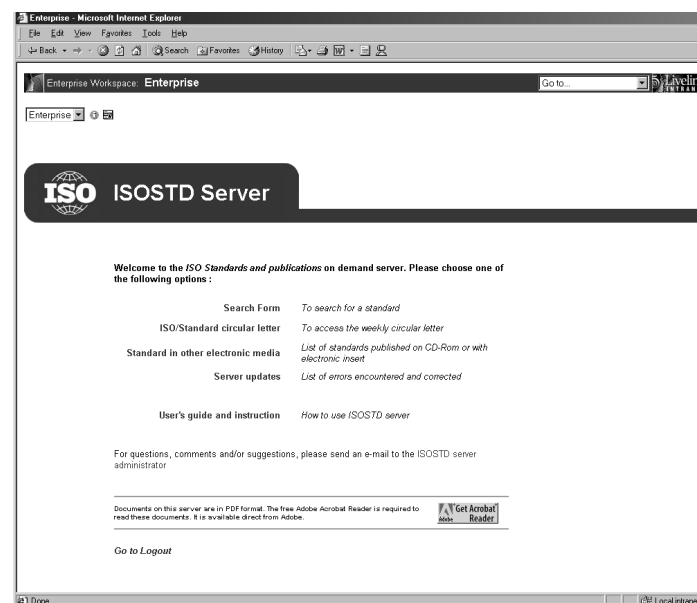 Enterprise - Microsoft Internet Explorer
File Edit View Favorites Tools Help
Back Search Favorites History
Enterprise Workspace: Enterprise Go to...
Enterprise
ISO ISOSTD Server
Welcome to the ISO Standards and publications on demand server. Please choose one of
the following options :
Search Form To search for a standard
ISO/Standard circular letter To access the weekly circular letter
Standard in other electronic media List of standards published on CD-Rom or with
electronic insert
Server updates List of errors encountered and corrected
User's guide and instruction How to use ISOSTD server
For questions, comments and/or suggestions, please send an e-mail to the ISOSTD server
administrator
Documents on this server are in PDF format. The free Adobe Acrobat Reader is required to
read these documents. It is available direct from Adobe.
Get Acrobat
Adobe Reader
Go to Logout
Done Local intrane